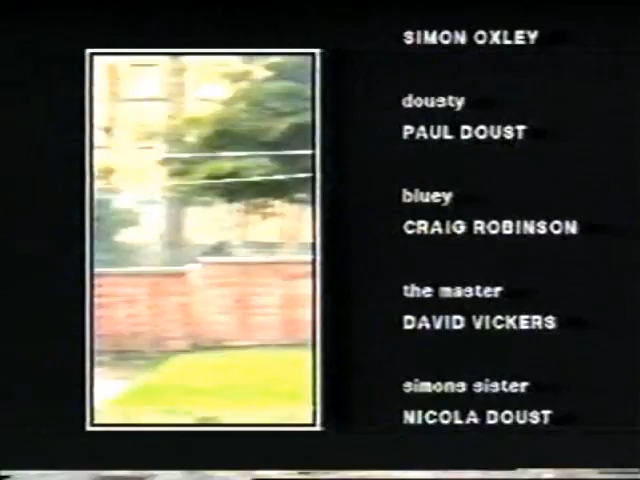 SIMON OXLEY
dousty
PAUL DOUST
bluey
CRAIG ROBINSON
the master
DAVID VICKERS
simons sister
NICOLA DOUST